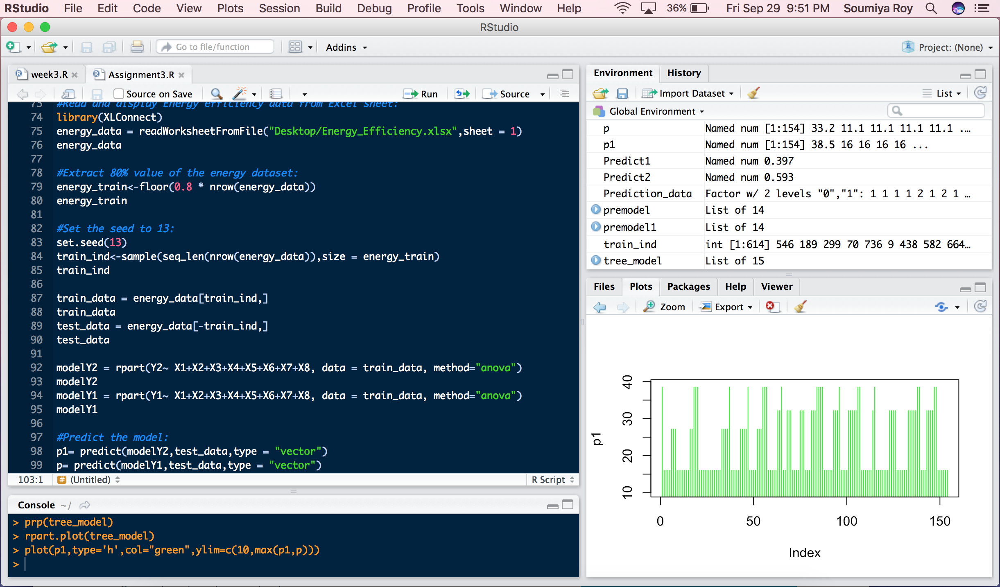 RStudio File Edit Code View Plots Session Build Debug Profile Tools Window Help 36% Fri Sep 29 9:51 PM Soumiya Roy
RStudio
Go to file/function Addins Project: (None)
week3.R Assignment3.R
Source on Save Run Source
73 #Read and display Energy efficiency data from Excel sheet:
74 library(XLConnect)
75 energy_data = readWorksheetFromFile("Desktop/Energy_Efficiency.xlsx",sheet = 1)
76 energy_data
77
78 #Extract 80% value of the energy dataset:
79 energy_train<-floor(0.8 * nrow(energy_data))
80 energy_train
81
82 #Set the seed to 13:
83 set.seed(13)
84 train_ind<-sample(seq_len(nrow(energy_data)),size = energy_train)
85 train_ind
86
87 train_data = energy_data[train_ind,]
88 train_data
89 test_data = energy_data[-train_ind,]
90 test_data
91
92 modelY2 = rpart(Y2~ X1+X2+X3+X4+X5+X6+X7+X8, data = train_data, method="anova")
93 modelY2
94 modelY1 = rpart(Y1~ X1+X2+X3+X4+X5+X6+X7+X8, data = train_data, method="anova")
95 modelY1
96
97 #Predict the model:
98 p1= predict(modelY2,test_data,type = "vector")
99 p= predict(modelY1,test_data,type = "vector")
103:1 # (Untitled) R Script
Console ~/
> prp(tree_model)
> rpart.plot(tree_model)
> plot(p1,type='h',col="green",ylim=c(10,max(p1,p)))
>
Environment History
Import Dataset List
Global Environment
p Named num [1:154] 33.2 11.1 11.1 11.1 11.1 ...
p1 Named num [1:154] 38.5 16 16 16 16 ...
Predict1 Named num 0.397
Predict2 Named num 0.593
Prediction_data Factor w/ 2 levels "0","1": 1 1 1 1 2 1 2 1 …
premodel List of 14
premodel1 List of 14
train_ind int [1:614] 546 189 299 70 736 9 438 582 664…
tree_model List of 15
Files Plots Packages Help Viewer
Zoom Export
40
30
20
10
p1
0 50 100 150
Index